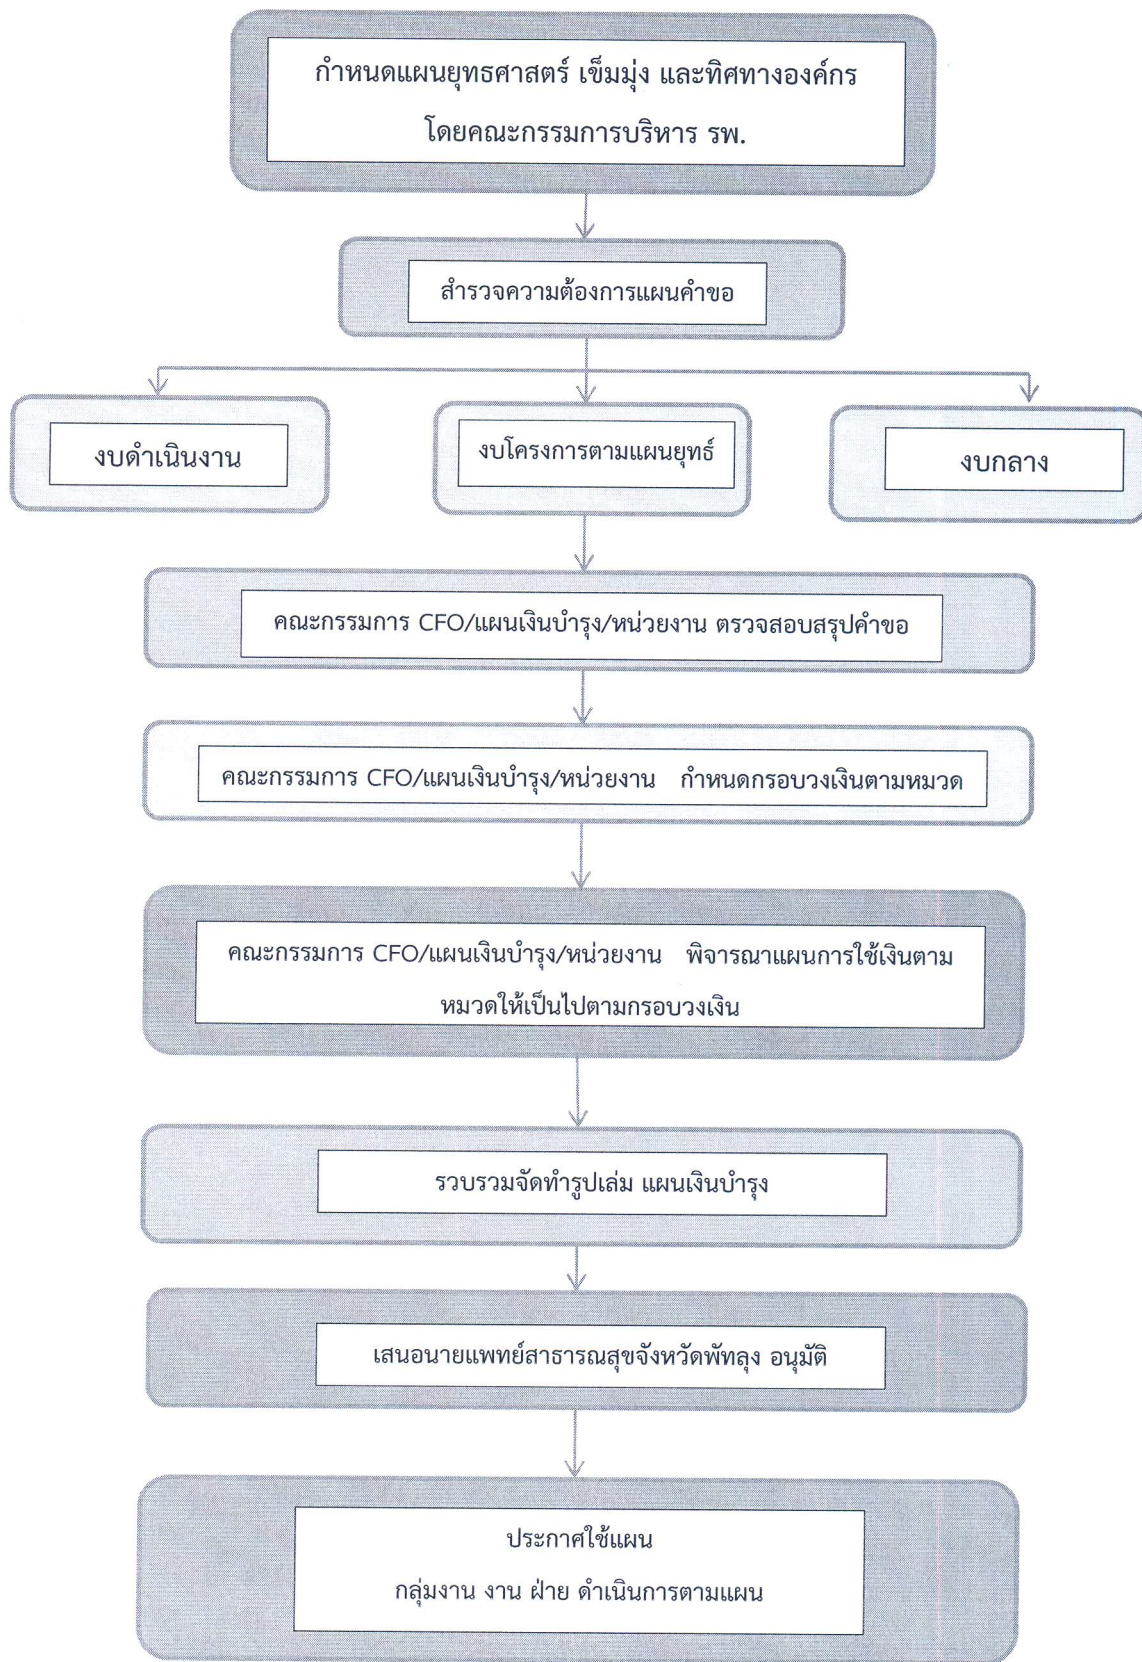 กำหนดแผนยุทธศาสตร์ เข็มมุ่ง และทิศทางองค์กร
โดยคณะกรรมการบริหาร รพ.
สำรวจความต้องการแผนคำขอ
งบดำเนินงาน
งบโครงการตามแผนยุทธ์
งบกลาง
คณะกรรมการ CFO/แผนเงินบำรุง/หน่วยงาน ตรวจสอบสรุปคำขอ
คณะกรรมการ CFO/แผนเงินบำรุง/หน่วยงาน กำหนดกรอบวงเงินตามหมวด
คณะกรรมการ CFO/แผนเงินบำรุง/หน่วยงาน พิจารณาแผนการใช้เงินตาม
หมวดให้เป็นไปตามกรอบวงเงิน
รวบรวมจัดทำรูปเล่ม แผนเงินบำรุง
เสนอนายแพทย์สาธารณสุขจังหวัดพัทลุง อนุมัติ
ประกาศใช้แผน
กลุ่มงาน งาน ฝ่าย ดำเนินการตามแผน